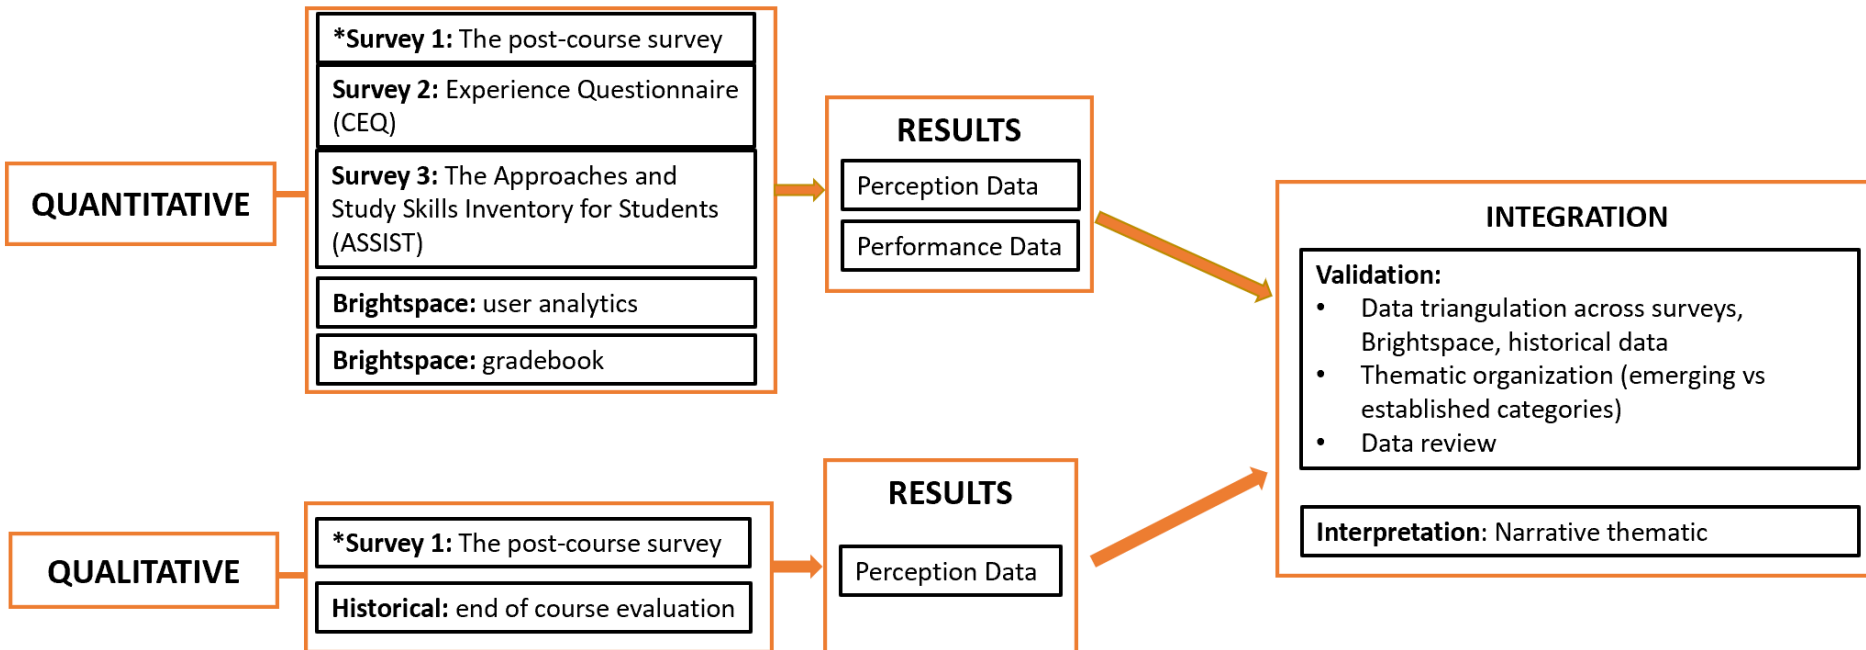 QUANTITATIVE
*Survey 1: The post-course survey
Survey 2: Experience Questionnaire
(CEQ)
Survey 3: The Approaches and
Study Skills Inventory for Students
(ASSIST)
Brightspace: user analytics
Brightspace: gradebook
RESULTS
Perception Data
Performance Data
QUALITATIVE
*Survey 1: The post-course survey
Historical: end of course evaluation
RESULTS
Perception Data
INTEGRATION
Validation:
• Data triangulation across surveys,
Brightspace, historical data
• Thematic organization (emerging vs
established categories)
• Data review
Interpretation: Narrative thematic